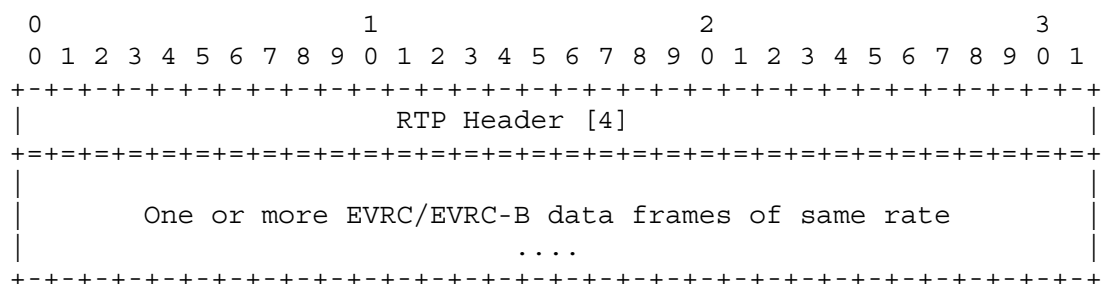 0                   1                   2                   3
 0 1 2 3 4 5 6 7 8 9 0 1 2 3 4 5 6 7 8 9 0 1 2 3 4 5 6 7 8 9 0 1
+-+-+-+-+-+-+-+-+-+-+-+-+-+-+-+-+-+-+-+-+-+-+-+-+-+-+-+-+-+-+-+-+
|                      RTP Header [4]                           |
+=+=+=+=+=+=+=+=+=+=+=+=+=+=+=+=+=+=+=+=+=+=+=+=+=+=+=+=+=+=+=+=+
|                                                               |
|       One or more EVRC/EVRC-B data frames of same rate        |
|                             ....                              |
+-+-+-+-+-+-+-+-+-+-+-+-+-+-+-+-+-+-+-+-+-+-+-+-+-+-+-+-+-+-+-+-+